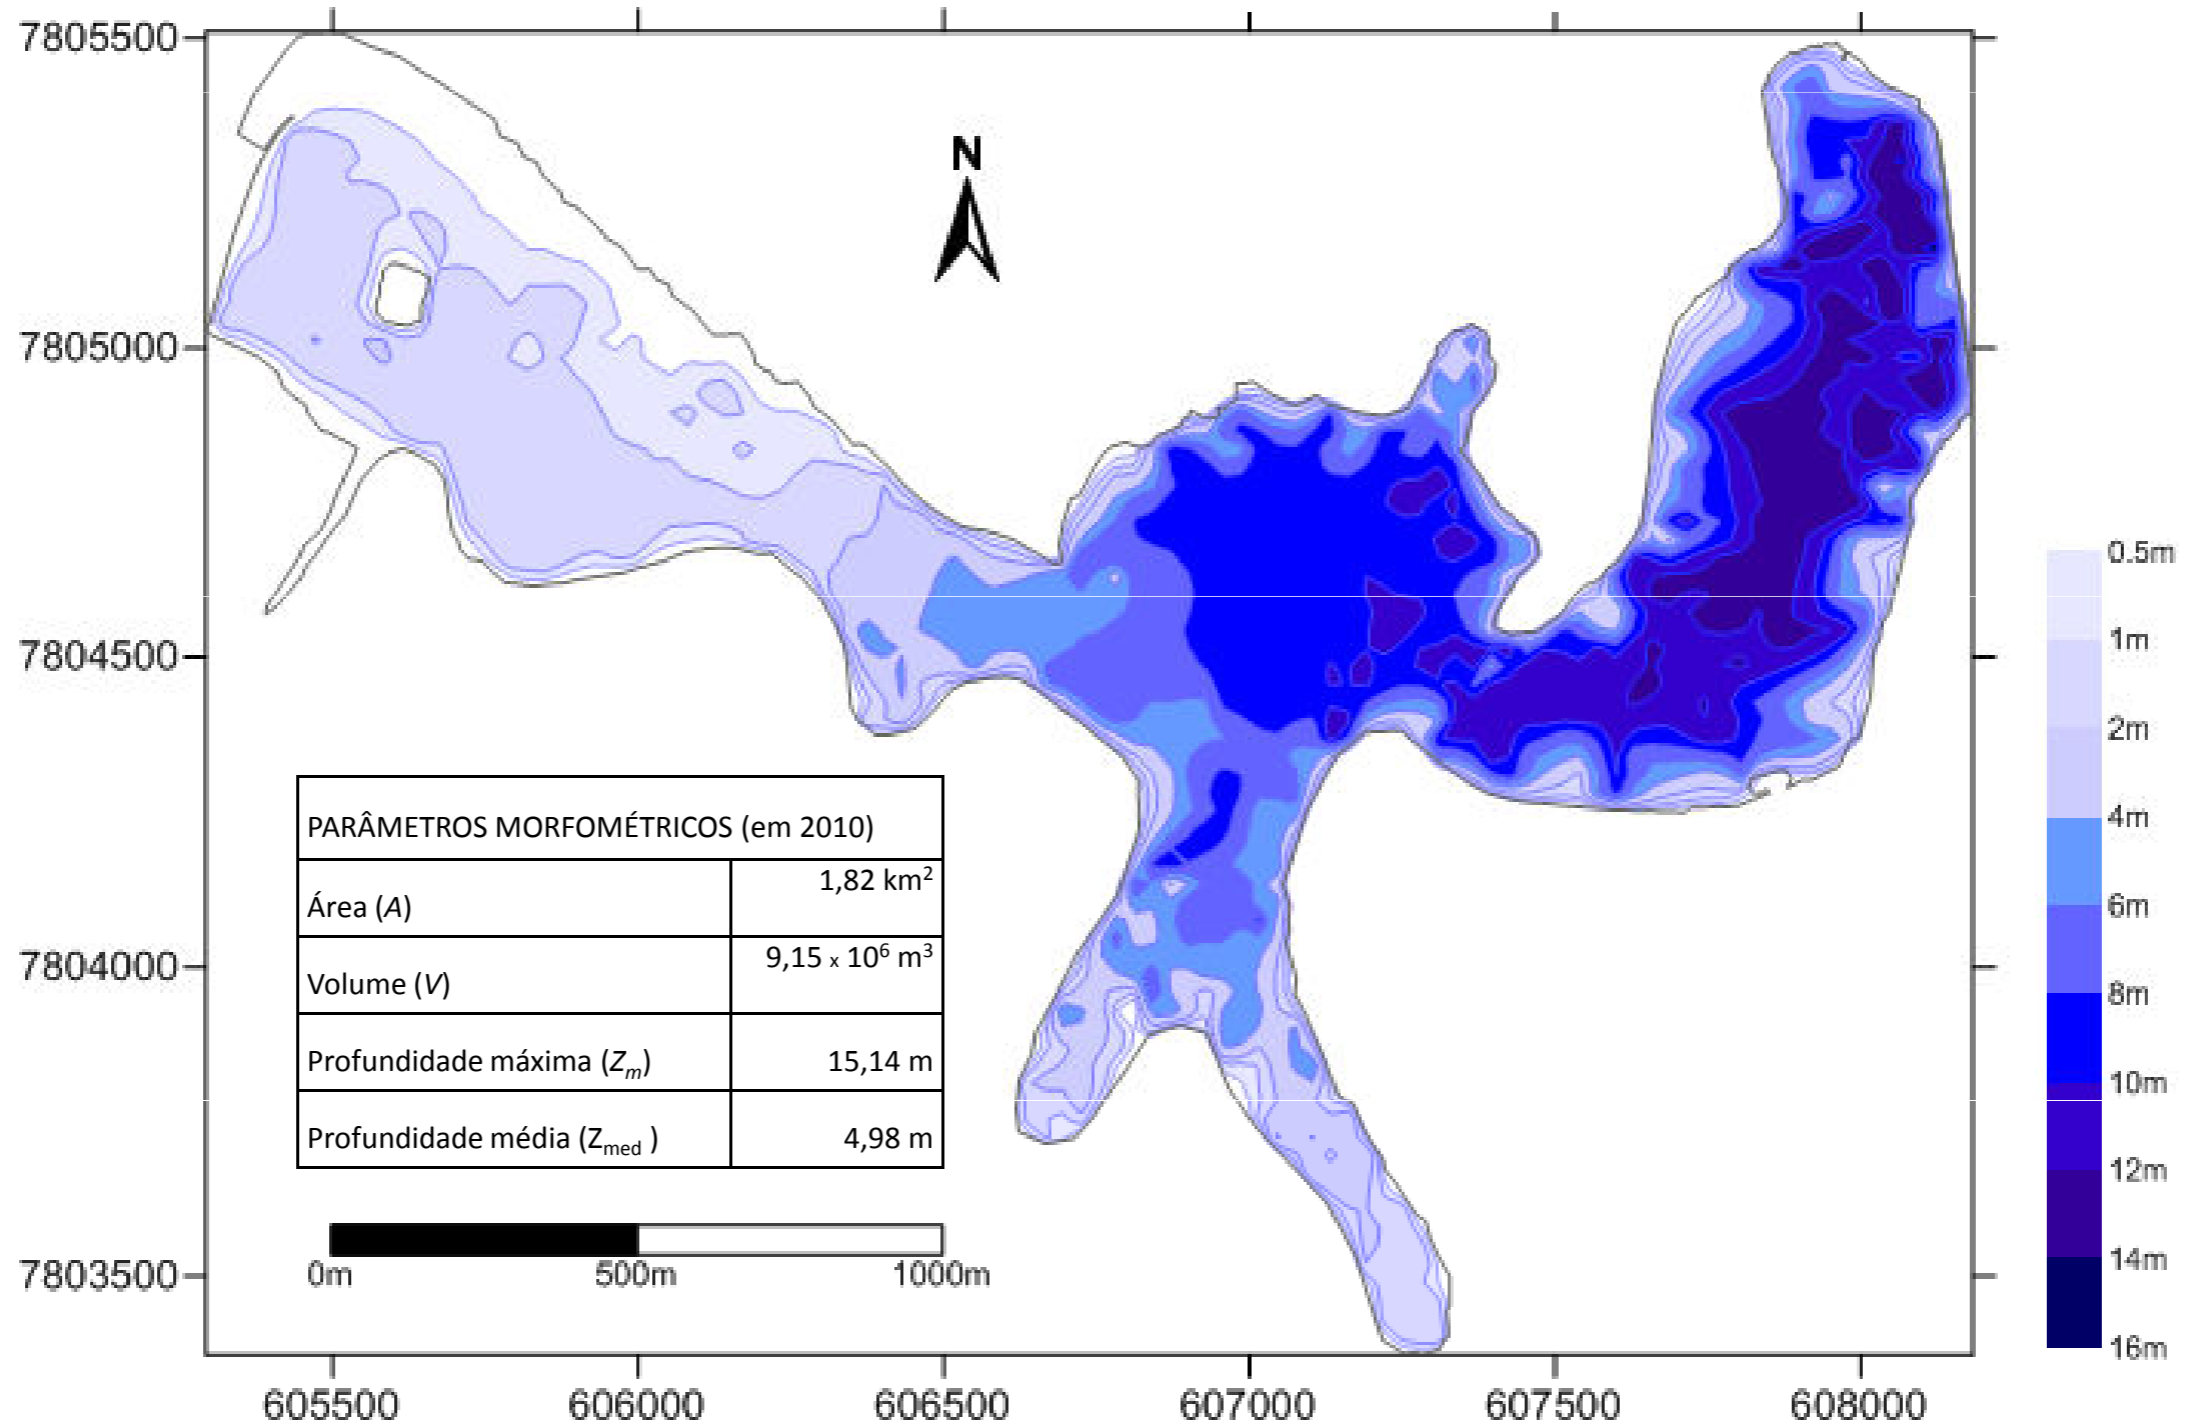 7805500
7805000
7804500
7804000
7803500
N
0.5m
1m
2m
4m
6m
8m
10m
12m
14m
16m
PARÂMETROS MORFOMÉTRICOS (em 2010)
Área (A) 1,82 km²
Volume (V) 9,15 x 10⁶ m³
Profundidade máxima (Zm) 15,14 m
Profundidade média (Zmed ) 4,98 m
0m 500m 1000m
605500 606000 606500 607000 607500 608000